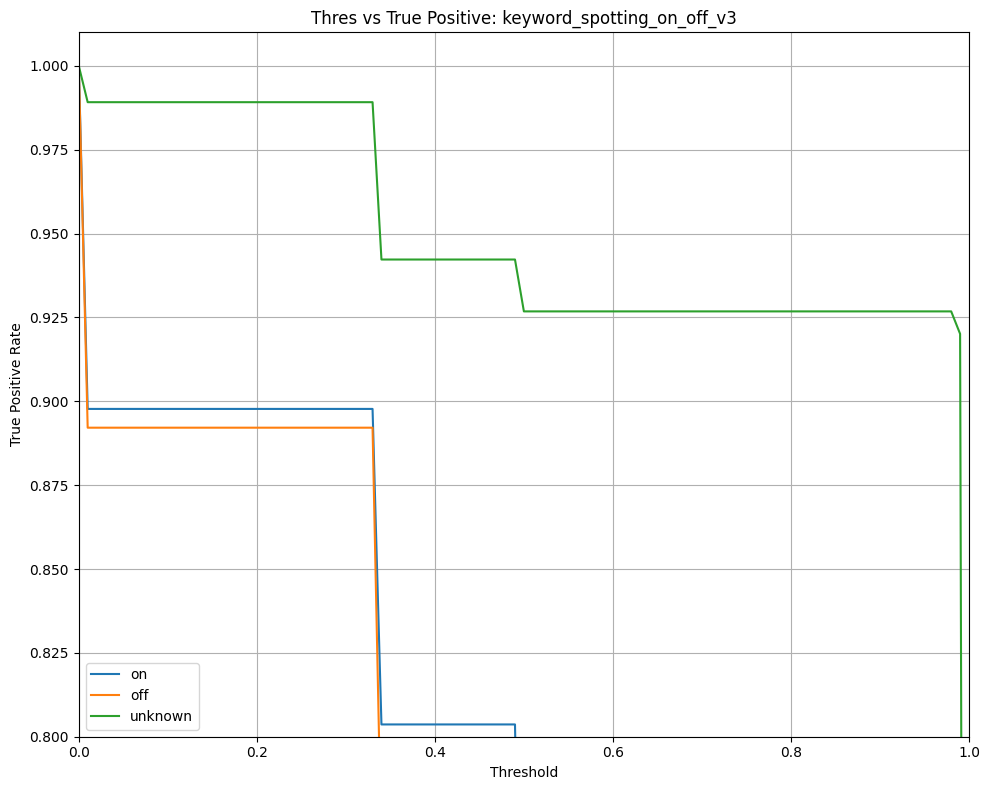 Thres vs True Positive: keyword_spotting_on_off_v3
1.000
0.975
0.950
0.925
0.900
0.875
0.850
0.825
0.800
True Positive Rate
on
off
unknown
0.0 0.2 0.4 0.6 0.8 1.0
Threshold